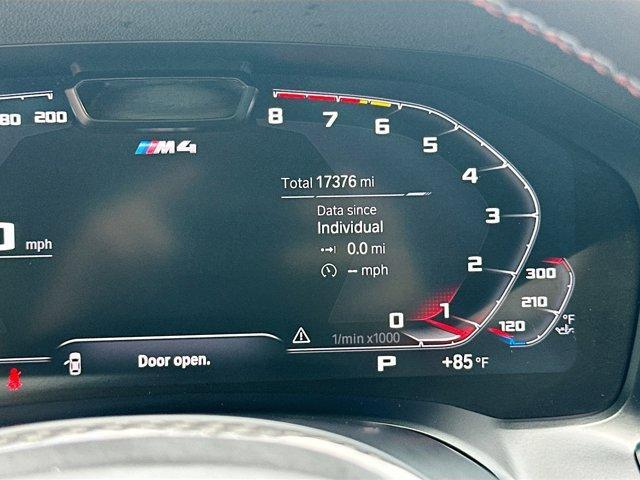 80 200
M4
0 mph
8 7 6 5 4 3 2 1 0
Total 17376 mi
Data since
Individual
0.0 mi
-- mph
1/min x1000
300
210
120
°F
Door open.
P
+85 °F